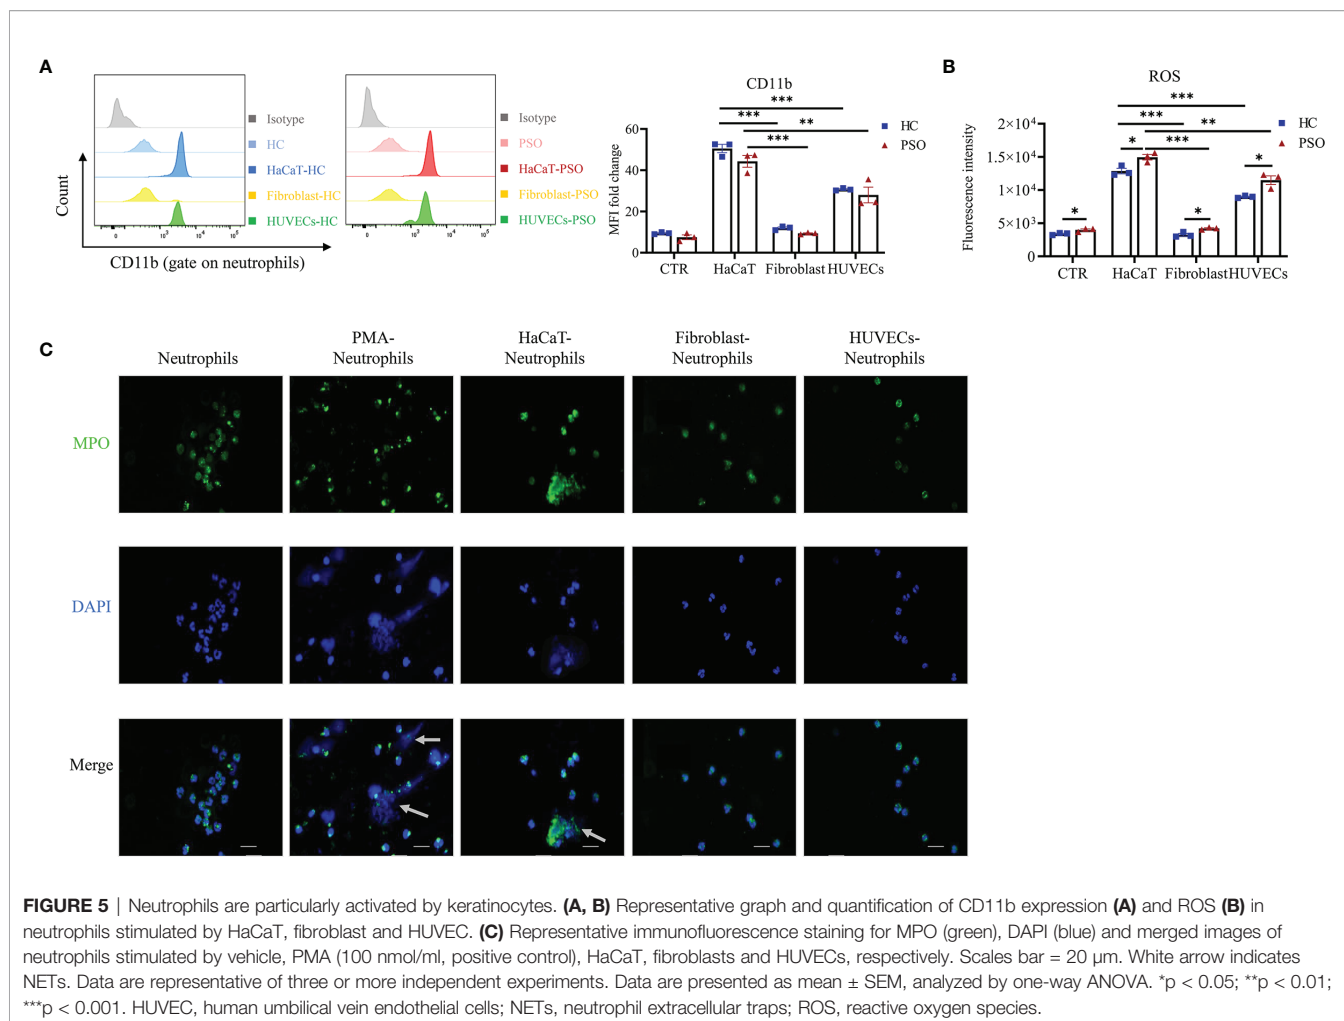 A
Isotype
HC
HaCaT-HC
Fibroblast-HC
HUVECs-HC
0 10³ 10⁴ 10⁵
Isotype
PSO
HaCaT-PSO
Fibroblast-PSO
HUVECs-PSO
0 10³ 10⁴ 10⁵
Count
CD11b (gate on neutrophils)
CD11b
***
*** **
***
HC
PSO
MFI fold change
60
40
20
0
CTR HaCaT Fibroblast HUVECs
B
ROS
***
*** **
* *** *
* *
HC
PSO
Fluorescence intensity
2×10⁴
1.5×10⁴
1×10⁴
5×10³
0
CTR HaCaT Fibroblast HUVECs
C
Neutrophils
PMA-
Neutrophils
HaCaT-
Neutrophils
Fibroblast-
Neutrophils
HUVECs-
Neutrophils
MPO
DAPI
Merge
FIGURE 5 | Neutrophils are particularly activated by keratinocytes. (A, B) Representative graph and quantification of CD11b expression (A) and ROS (B) in
neutrophils stimulated by HaCaT, fibroblast and HUVEC. (C) Representative immunofluorescence staining for MPO (green), DAPI (blue) and merged images of
neutrophils stimulated by vehicle, PMA (100 nmol/ml, positive control), HaCaT, fibroblasts and HUVECs, respectively. Scales bar = 20 µm. White arrow indicates
NETs. Data are representative of three or more independent experiments. Data are presented as mean ± SEM, analyzed by one-way ANOVA. *p < 0.05; **p < 0.01;
***p < 0.001. HUVEC, human umbilical vein endothelial cells; NETs, neutrophil extracellular traps; ROS, reactive oxygen species.